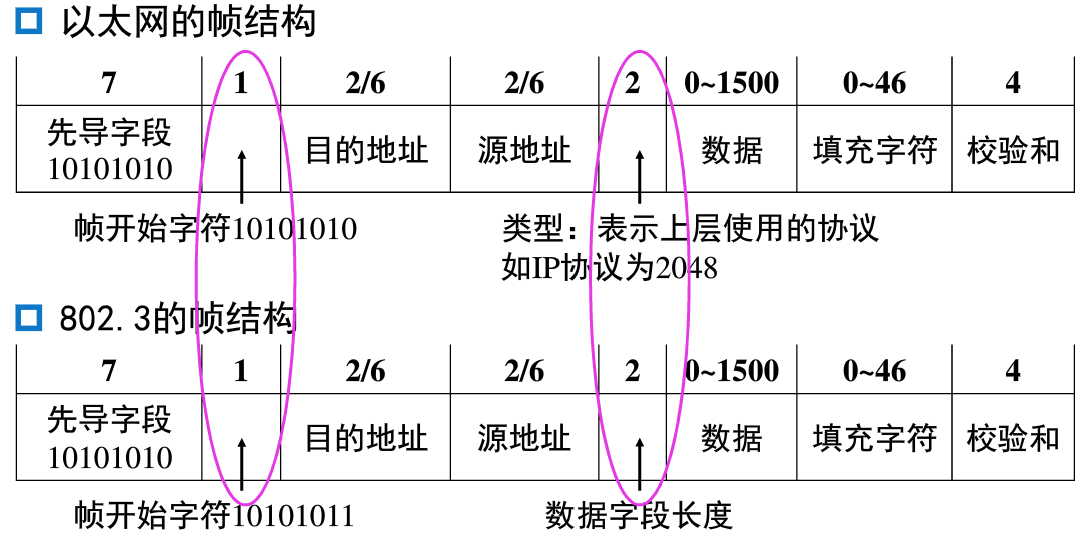 以太网的帧结构
7 1 2/6 2/6 2 0~1500 0~46 4
先导字段 目的地址 源地址 数据 填充字符 校验和
10101010
帧开始字符10101010 类型：表示上层使用的协议
如IP协议为2048
802.3的帧结构
7 1 2/6 2/6 2 0~1500 0~46 4
先导字段 目的地址 源地址 数据 填充字符 校验和
10101010
帧开始字符10101011 数据字段长度